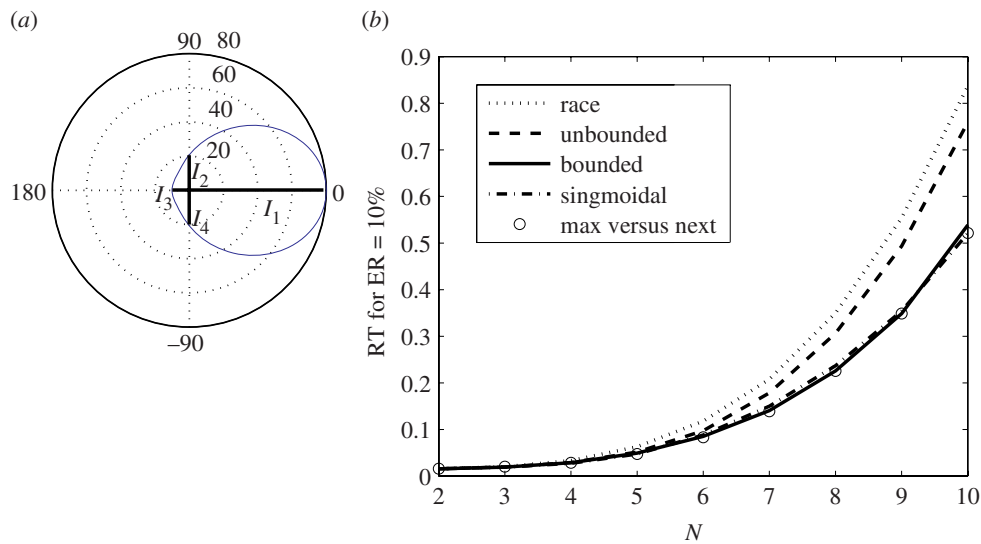 (a)
90 80
60
40
20
180
0
I2
I3
I1
I4
–90
(b)
RT for ER = 10%
0.9
0.8
0.7
0.6
0.5
0.4
0.3
0.2
0.1
0
race
unbounded
bounded
singmoidal
max versus next
2 3 4 5 6 7 8 9 10
N